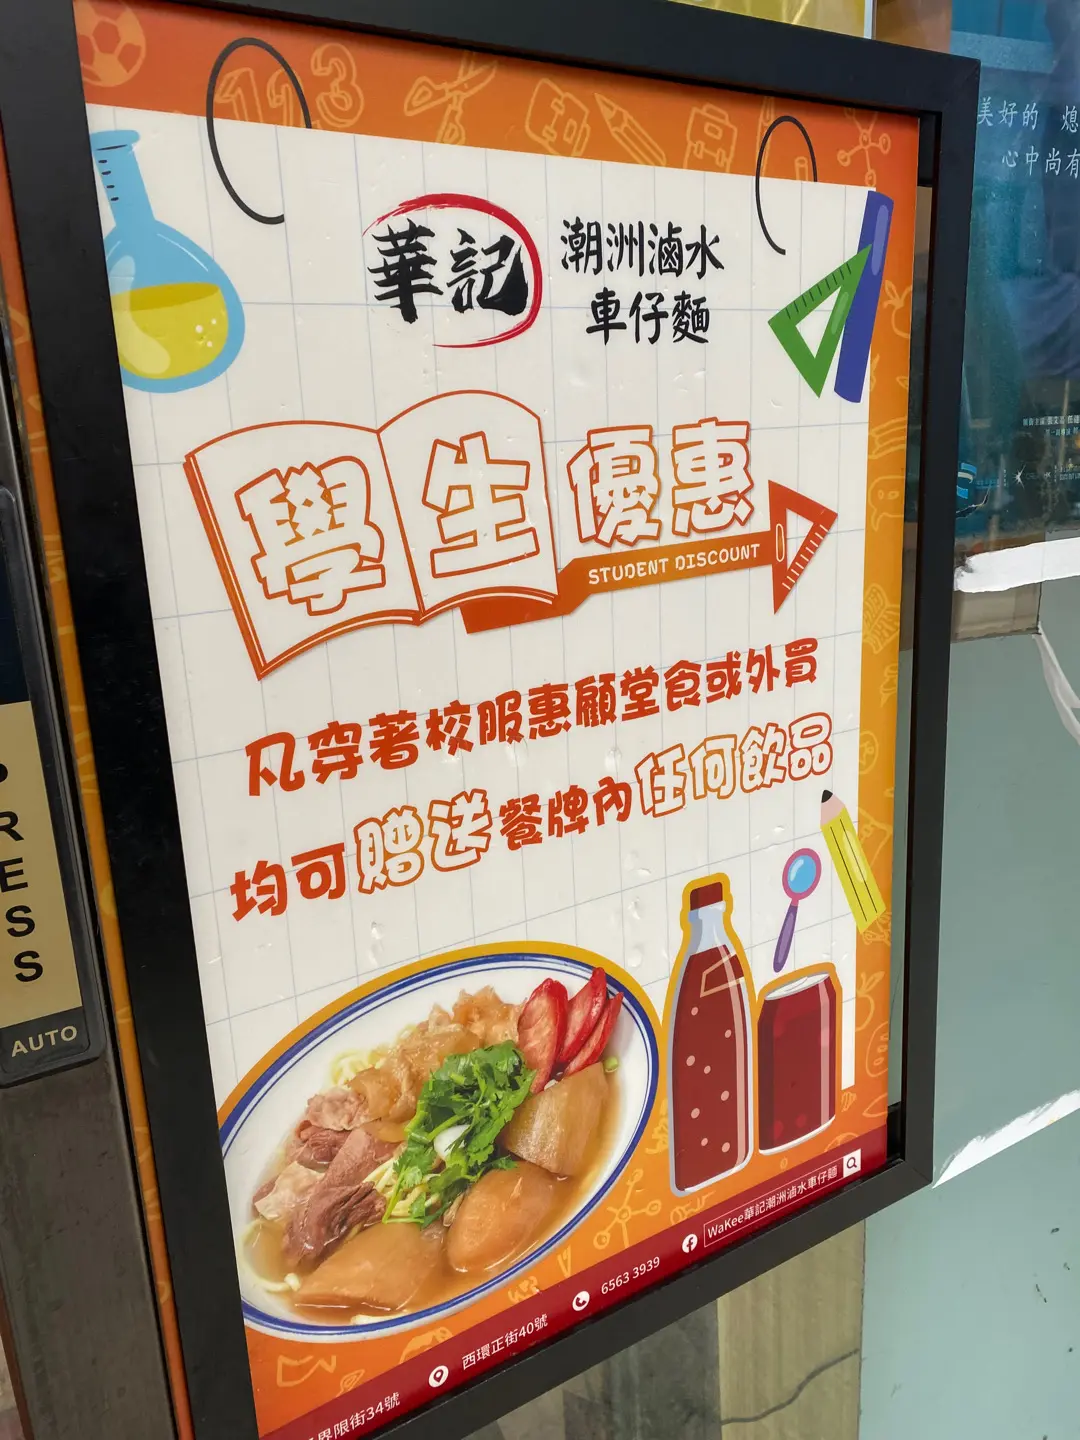 華記
潮洲滷水
車仔麵
學生優惠
STUDENT DISCOUNT
凡穿著校服惠顧堂食或外買
均可贈送餐牌內任何飲品
界限街34號
西環正街40號
6563 3939
WaKee華記潮洲滷水車仔麵
123
美好的
心中尚有
RESS
AUTO